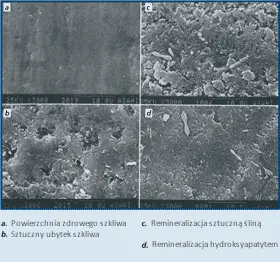 a
c
b
d
a. Powierzchnia zdrowego szkliwa
b. Sztuczny ubytek szkliwa
c. Remineralizacja sztuczną śliną
d. Remineralizacja hydroksyapatytem